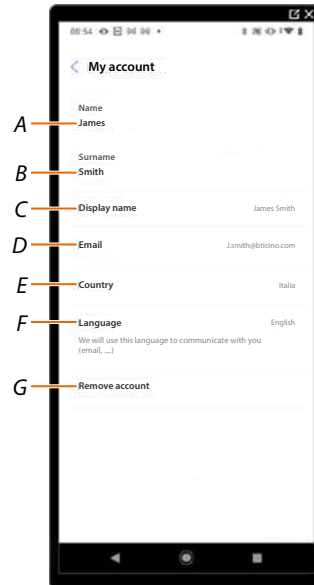 06:54
My account
Name
A James
Surname
B Smith
C Display name James Smith
D Email J.smith@bticino.com
E Country Italia
F Language English
We will use this language to communicate with you
(email, ...)
G Remove account